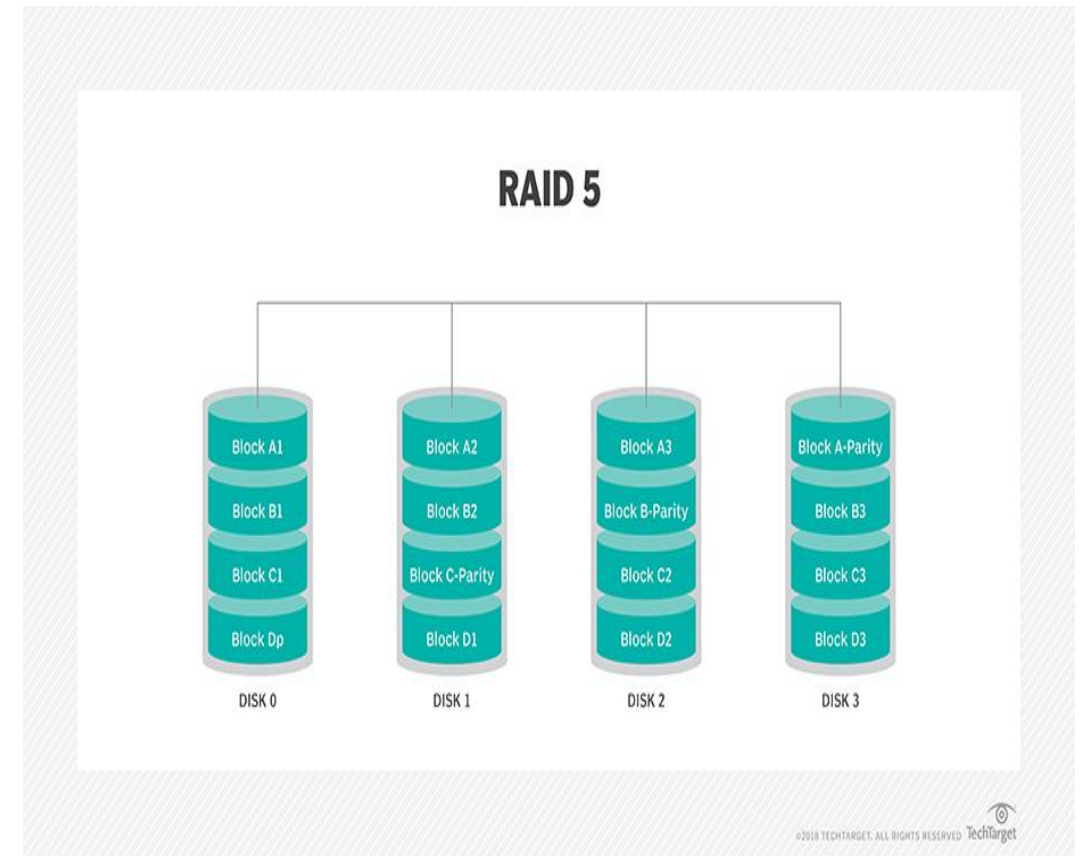 RAID 5
Block A1 Block A2 Block A3 Block A-Parity
Block B1 Block B2 Block B-Parity Block B3
Block C1 Block C-Parity Block C2 Block C3
Block Dp Block D1 Block D2 Block D3
DISK 0 DISK 1 DISK 2 DISK 3
©2018 TECHTARGET. ALL RIGHTS RESERVED TechTarget